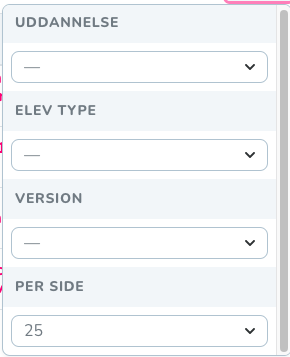 UDDANNELSE
—
ELEV TYPE
—
VERSION
—
PER SIDE
25